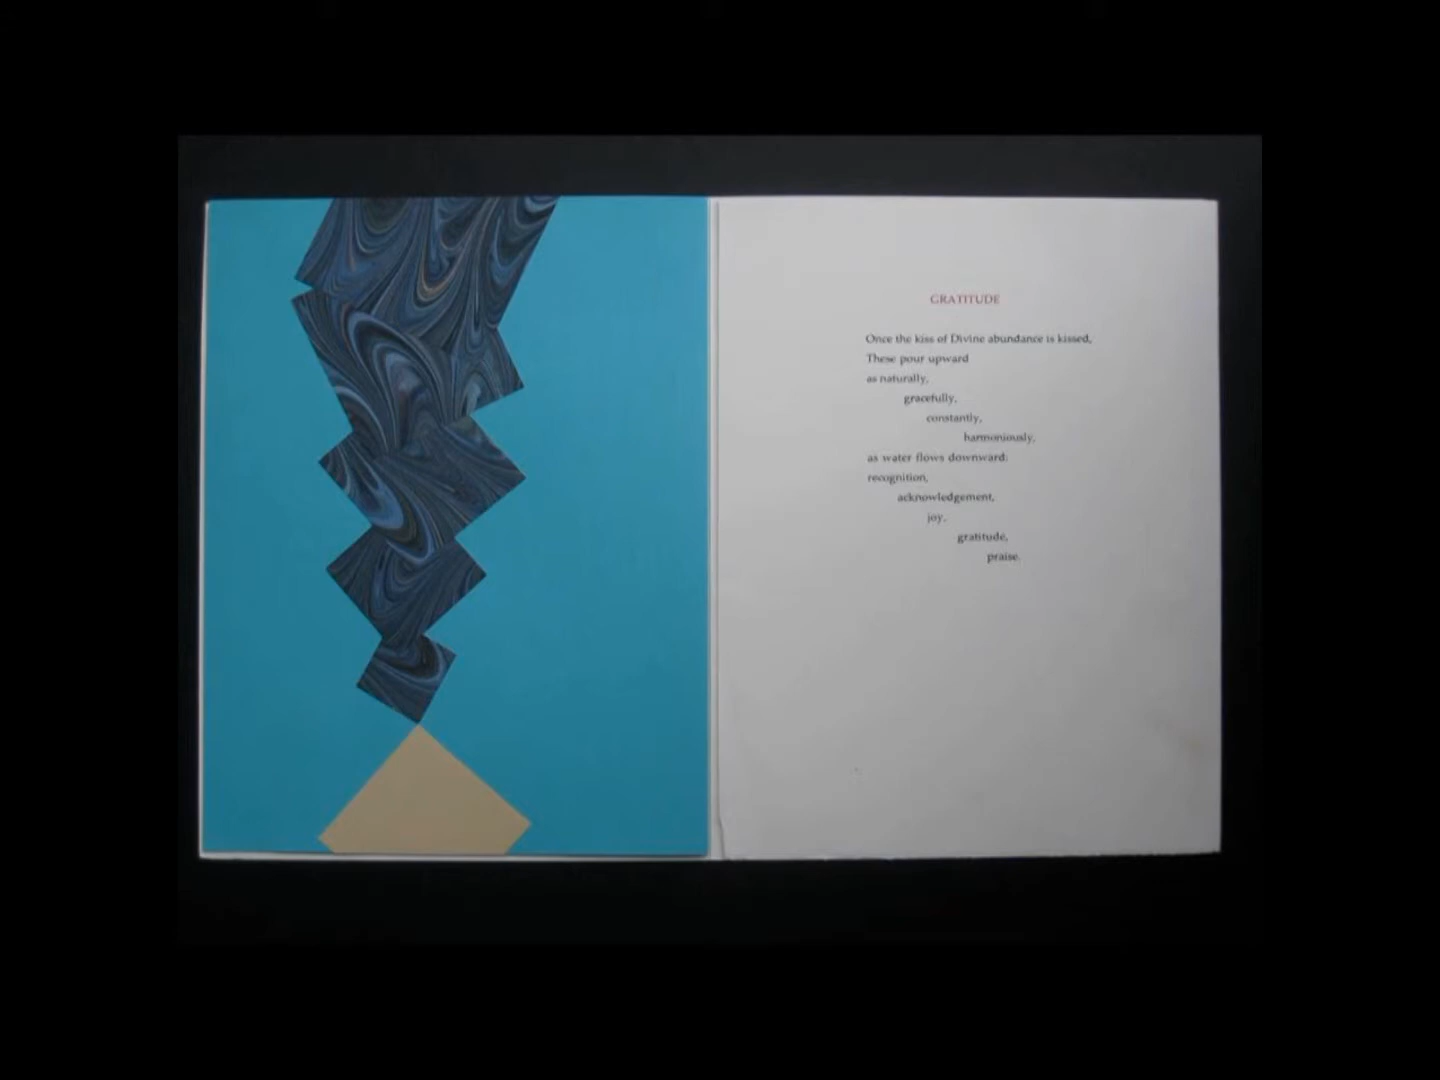 GRATITUDE
Once the kiss of Divine abundance is kissed,
These pour upward
as naturally,
gracefully,
constantly,
harmoniously,
as water flows downward:
recognition,
acknowledgement,
joy,
gratitude,
praise.